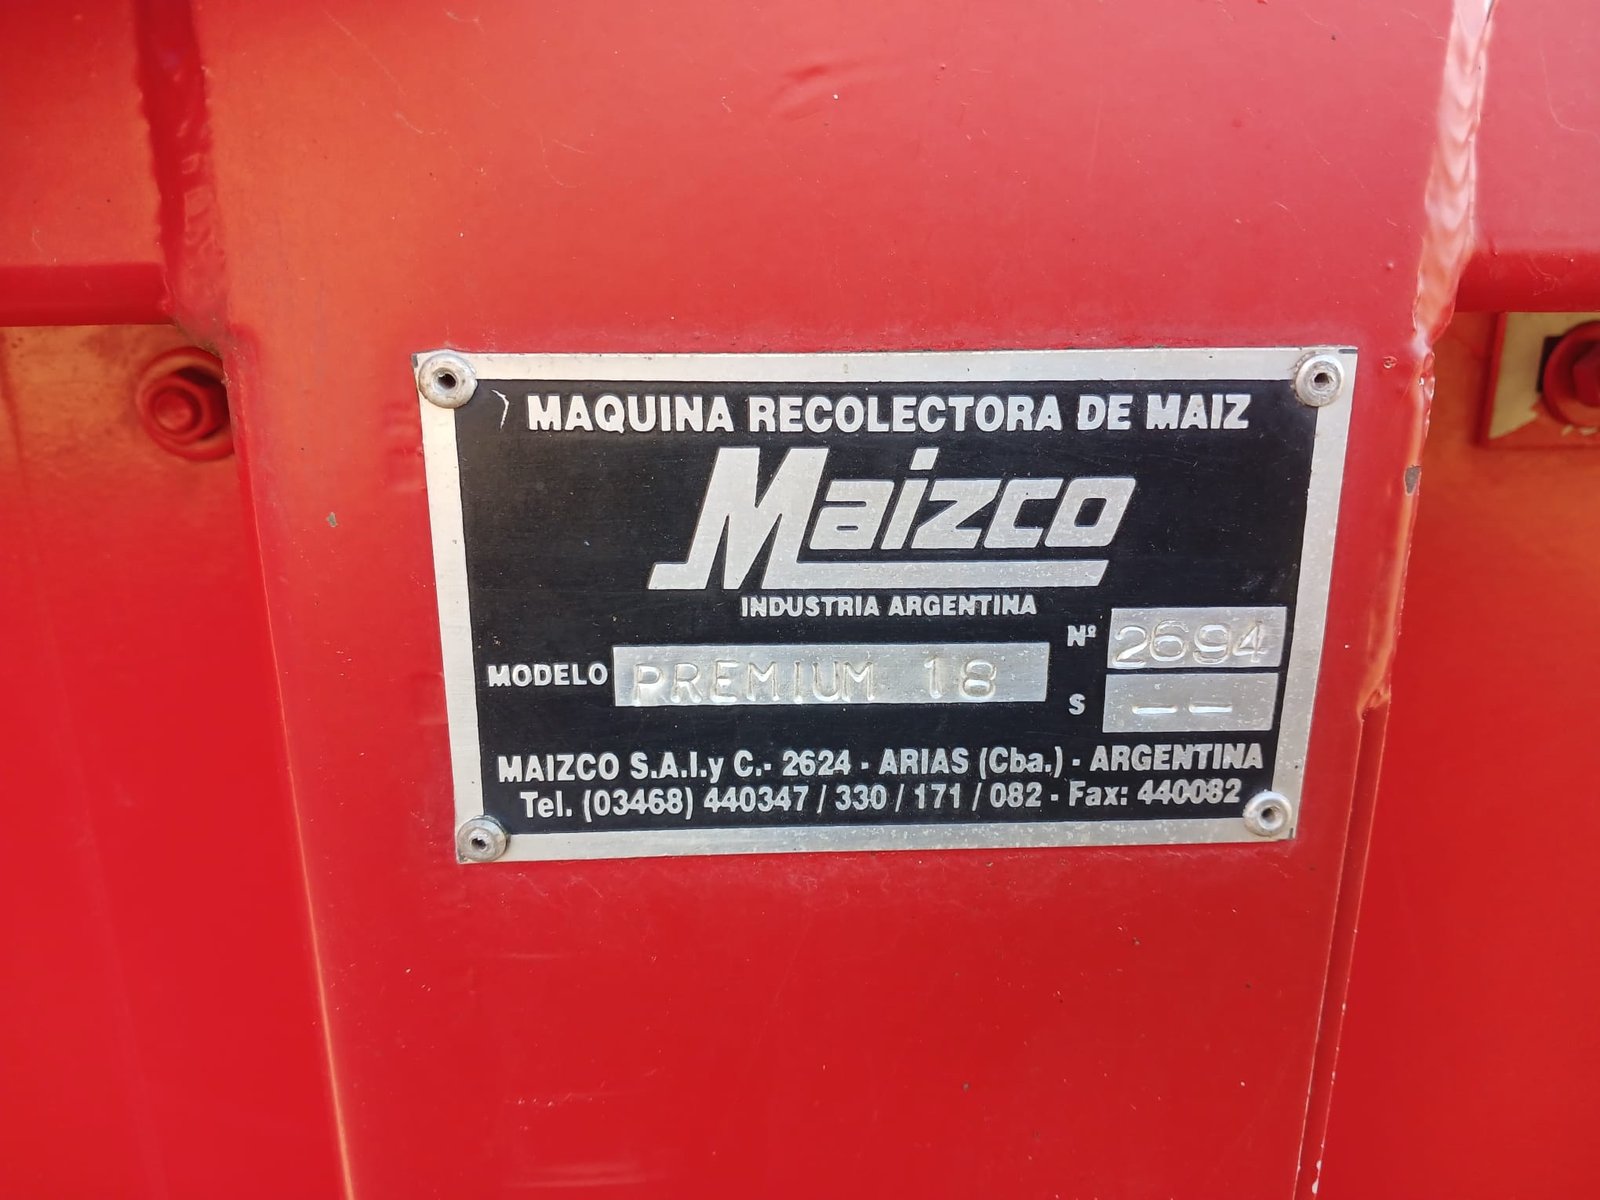 MAQUINA RECOLECTORA DE MAIZ
Maizco
INDUSTRIA ARGENTINA
MODELO PREMIUM 18
Nº 2694
S — —
MAIZCO S.A.I.y C.- 2624 - ARIAS (Cba.) - ARGENTINA
Tel. (03468) 440347 / 330 / 171 / 082 - Fax: 440082